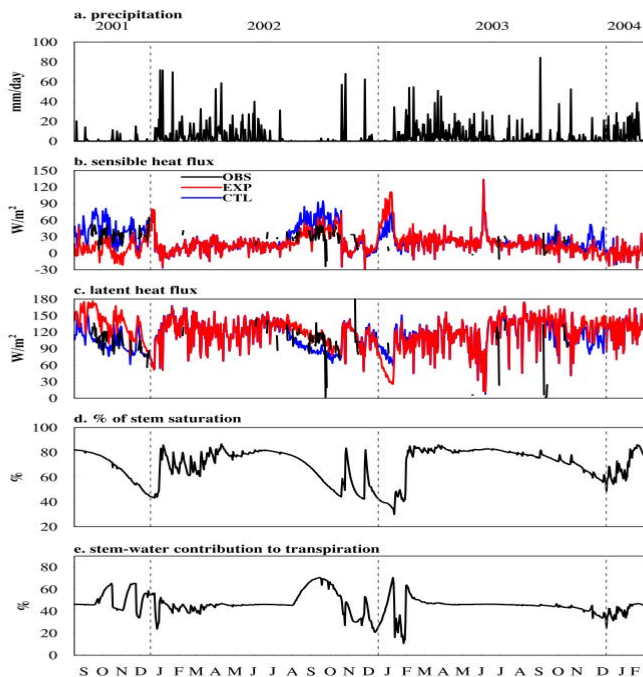 a. precipitation
2001 2002 2003 2004
mm/day
100
80
60
40
20
0
b. sensible heat flux
W/m²
150
120
90
60
30
0
-30
OBS
EXP
CTL
c. latent heat flux
W/m²
180
150
120
90
60
30
0
d. % of stem saturation
%
100
80
60
40
20
e. stem-water contribution to transpiration
%
80
60
40
20
0
S O N D J F M A M J J A S O N D J F M A M J J A S O N D J F